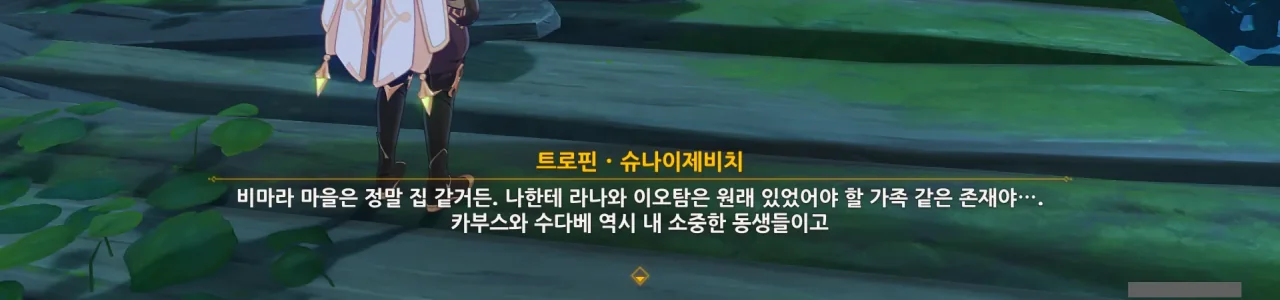 트로핀 · 슈나이제비치
비마라 마을은 정말 집 같거든. 나한테 라나와 이오탐은 원래 있었어야 할 가족 같은 존재야….
카부스와 수다베 역시 내 소중한 동생들이고